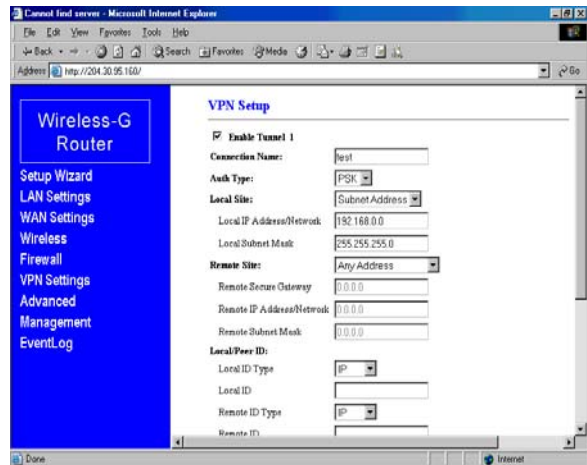 Cannot find server - Microsoft Internet Explorer
File Edit View Favorites Tools Help
Back Search Favorites Media
Address http://204.30.95.160/ Go
Wireless-G
Router
Setup Wizard
LAN Settings
WAN Settings
Wireless
Firewall
VPN Settings
Advanced
Management
EventLog
VPN Setup
Enable Tunnel 1
Connection Name: test
Auth Type: PSK
Local Site: Subnet Address
Local IP Address/Network 192.168.0.0
Local Subnet Mask 255.255.255.0
Remote Site: Any Address
Remote Secure Gateway 0.0.0.0
Remote IP Address/Network 0.0.0.0
Remote Subnet Mask 0.0.0.0
Local/Peer ID:
Local ID Type IP
Local ID
Remote ID Type IP
Remote ID
Done Internet